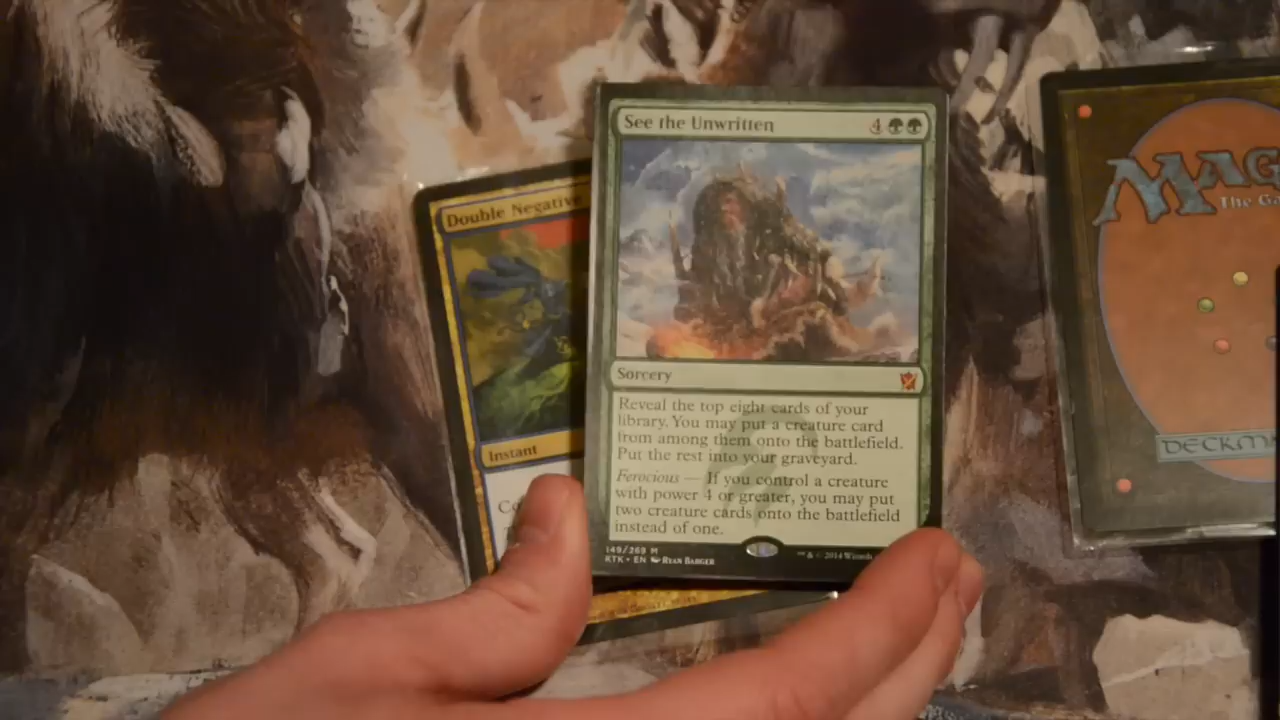 See the Unwritten 4
Double Negative
Sorcery
Reveal the top eight cards of your
library. You may put a creature card
from among them onto the battlefield.
Put the rest into your graveyard.
Ferocious — If you control a creature
with power 4 or greater, you may put
two creature cards onto the battlefield
instead of one.
149/269 M
KTK • EN RYAN BARGER
™ & © 2014 Wizards
Instant
Co
MAG
The Ga
DECKMA